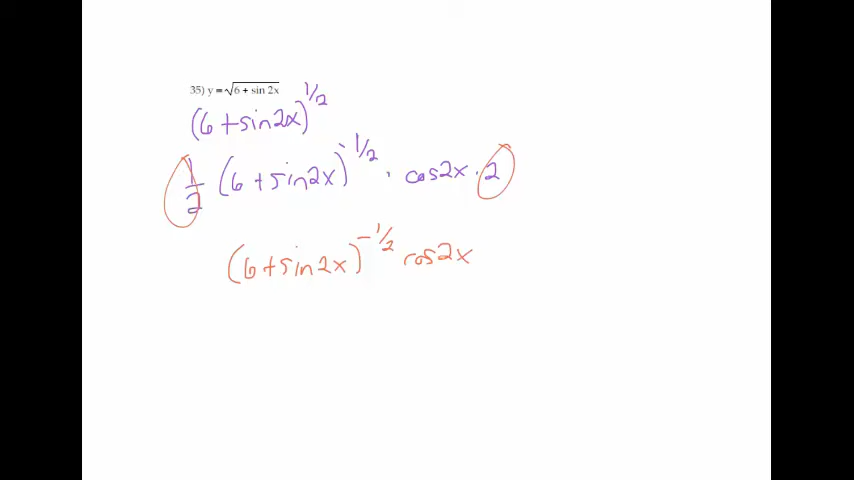 35) y = √6 + sin 2x
(6 + sin2x)^1/2
1/2 (6 + sin2x)^-1/2 · cos2x · 2
(6 + sin2x)^-1/2 cos2x